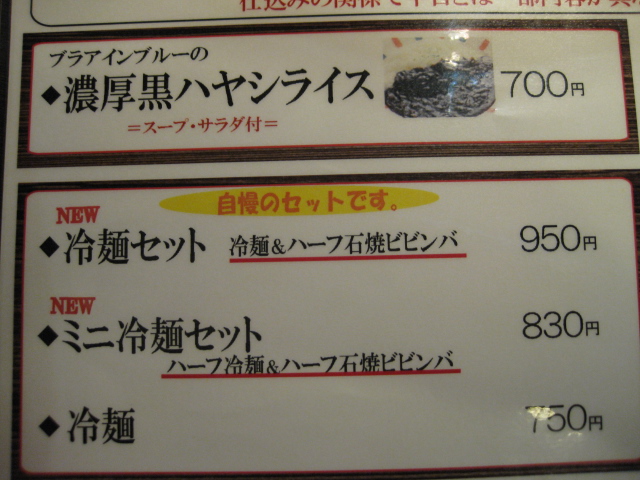 ブラアインブルーの
◆濃厚黒ハヤシライス 700円
=スープ・サラダ付=
自慢のセットです。
NEW
◆冷麺セット 冷麺&ハーフ石焼ビビンバ 950円
NEW
◆ミニ冷麺セット 830円
ハーフ冷麺&ハーフ石焼ビビンバ
◆冷麺 750円